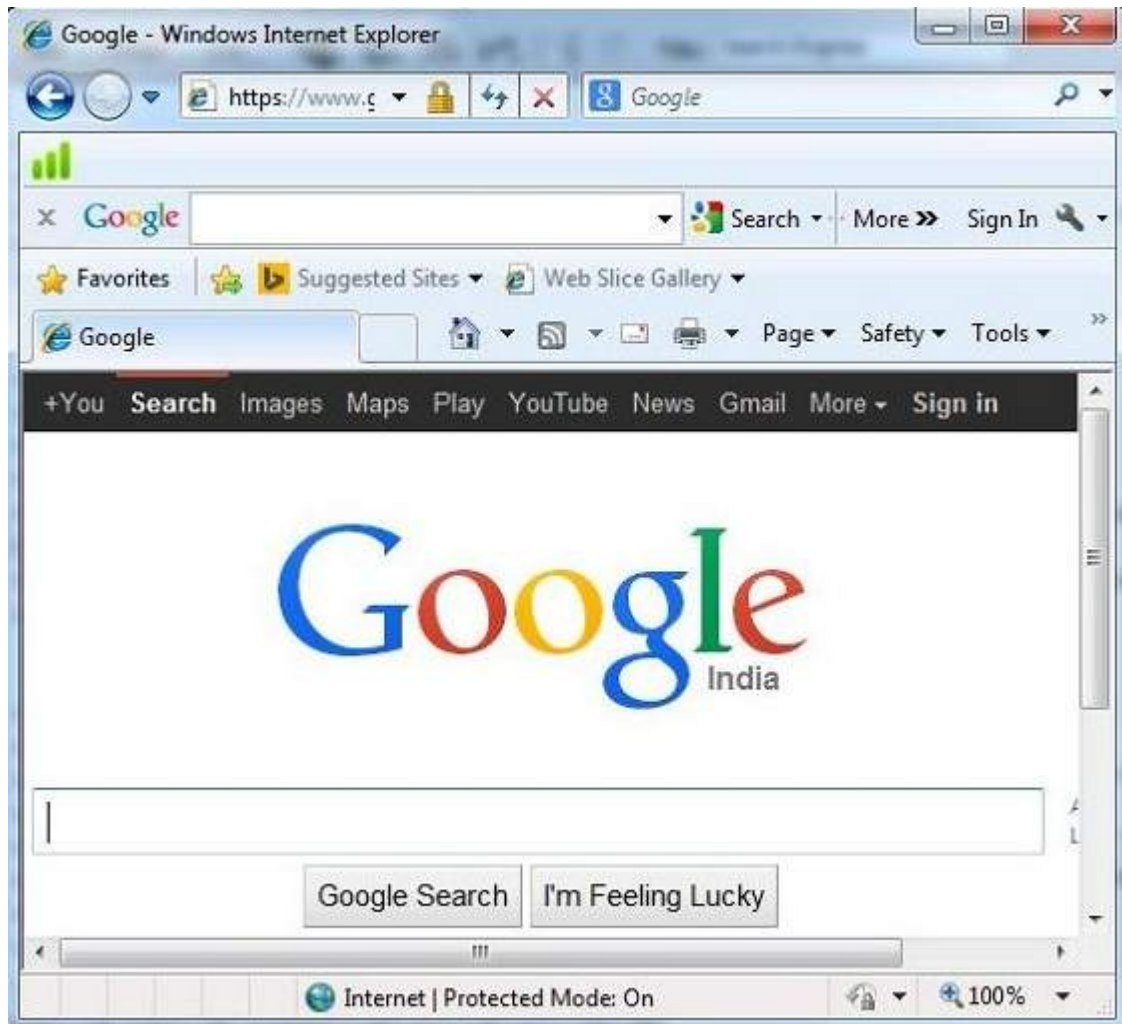 Google - Windows Internet Explorer
https://www.g
Google
x Google Search More » Sign In
Favorites Suggested Sites Web Slice Gallery
Google Page Safety Tools »
+You Search Images Maps Play YouTube News Gmail More Sign in
Google
India
Google Search I'm Feeling Lucky
Internet | Protected Mode: On 100%